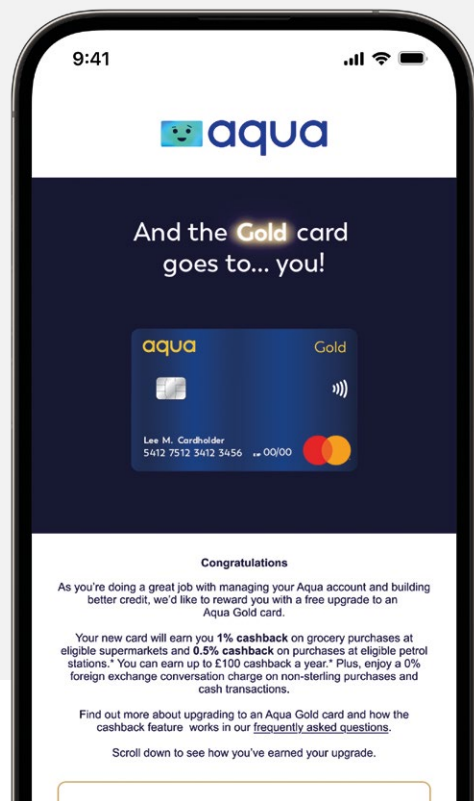 9:41
aqua
And the Gold card
goes to... you!
aqua
Gold
Lee M. Cardholder
5412 7512 3412 3456
00/00
Congratulations
As you're doing a great job with managing your Aqua account and building
better credit, we'd like to reward you with a free upgrade to an
Aqua Gold card.
Your new card will earn you 1% cashback on grocery purchases at
eligible supermarkets and 0.5% cashback on purchases at eligible petrol
stations.* You can earn up to £100 cashback a year.* Plus, enjoy a 0%
foreign exchange conversation charge on non-sterling purchases and
cash transactions.
Find out more about upgrading to an Aqua Gold card and how the
cashback feature works in our frequently asked questions.
Scroll down to see how you've earned your upgrade.